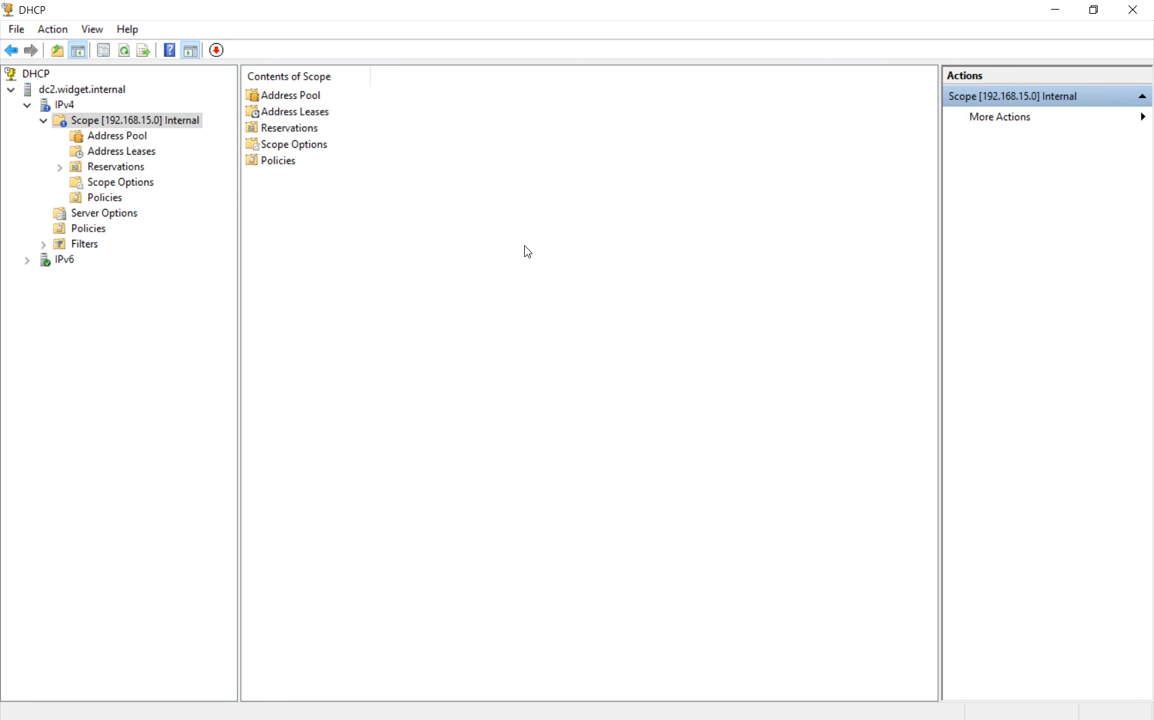 DHCP
File Action View Help
DHCP
dc2.widget.internal
IPv4
Scope [192.168.15.0] Internal
Address Pool
Address Leases
Reservations
Scope Options
Policies
Server Options
Policies
Filters
IPv6
Contents of Scope
Address Pool
Address Leases
Reservations
Scope Options
Policies
Actions
Scope [192.168.15.0] Internal
More Actions